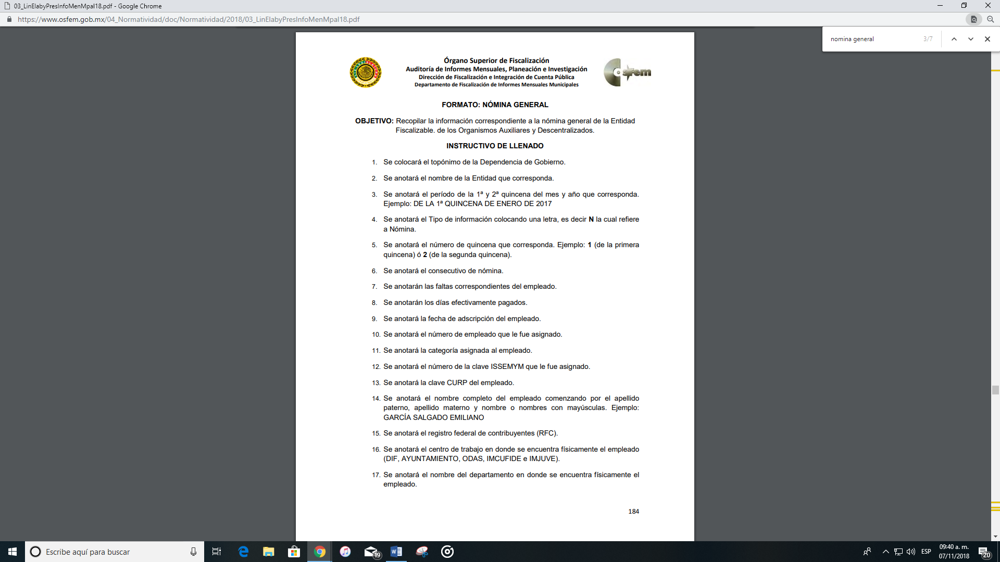 03_LinElabyPresInfoMenMpal18.pdf - Google Chrome
https://www.osfem.gob.mx/04_Normatividad/doc/Normatividad/2018/03_LinElabyPresInfoMenMpal18.pdf
nomina general 3/7
Órgano Superior de Fiscalización
Auditoría de Informes Mensuales, Planeación e Investigación
Dirección de Fiscalización e Integración de Cuenta Pública
Departamento de Fiscalización de Informes Mensuales Municipales
osfem
FORMATO: NÓMINA GENERAL
OBJETIVO: Recopilar la información correspondiente a la nómina general de la Entidad
Fiscalizable. de los Organismos Auxiliares y Descentralizados.
INSTRUCTIVO DE LLENADO
1. Se colocará el topónimo de la Dependencia de Gobierno.
2. Se anotará el nombre de la Entidad que corresponda.
3. Se anotará el período de la 1ª y 2ª quincena del mes y año que corresponda.
Ejemplo: DE LA 1ª QUINCENA DE ENERO DE 2017
4. Se anotará el Tipo de información colocando una letra, es decir N la cual refiere
a Nómina.
5. Se anotará el número de quincena que corresponda. Ejemplo: 1 (de la primera
quincena) ó 2 (de la segunda quincena).
6. Se anotará el consecutivo de nómina.
7. Se anotarán las faltas correspondientes del empleado.
8. Se anotarán los días efectivamente pagados.
9. Se anotará la fecha de adscripción del empleado.
10. Se anotará el número de empleado que le fue asignado.
11. Se anotará la categoría asignada al empleado.
12. Se anotará el número de la clave ISSEMYM que le fue asignado.
13. Se anotará la clave CURP del empleado.
14. Se anotará el nombre completo del empleado comenzando por el apellido
paterno, apellido materno y nombre o nombres con mayúsculas. Ejemplo:
GARCÍA SALGADO EMILIANO
15. Se anotará el registro federal de contribuyentes (RFC).
16. Se anotará el centro de trabajo en donde se encuentra físicamente el empleado
(DIF, AYUNTAMIENTO, ODAS, IMCUFIDE e IMJUVE).
17. Se anotará el nombre del departamento en donde se encuentra físicamente el
empleado.
184
Escribe aquí para buscar
19
ESP
09:40 a. m.
07/11/2018
20